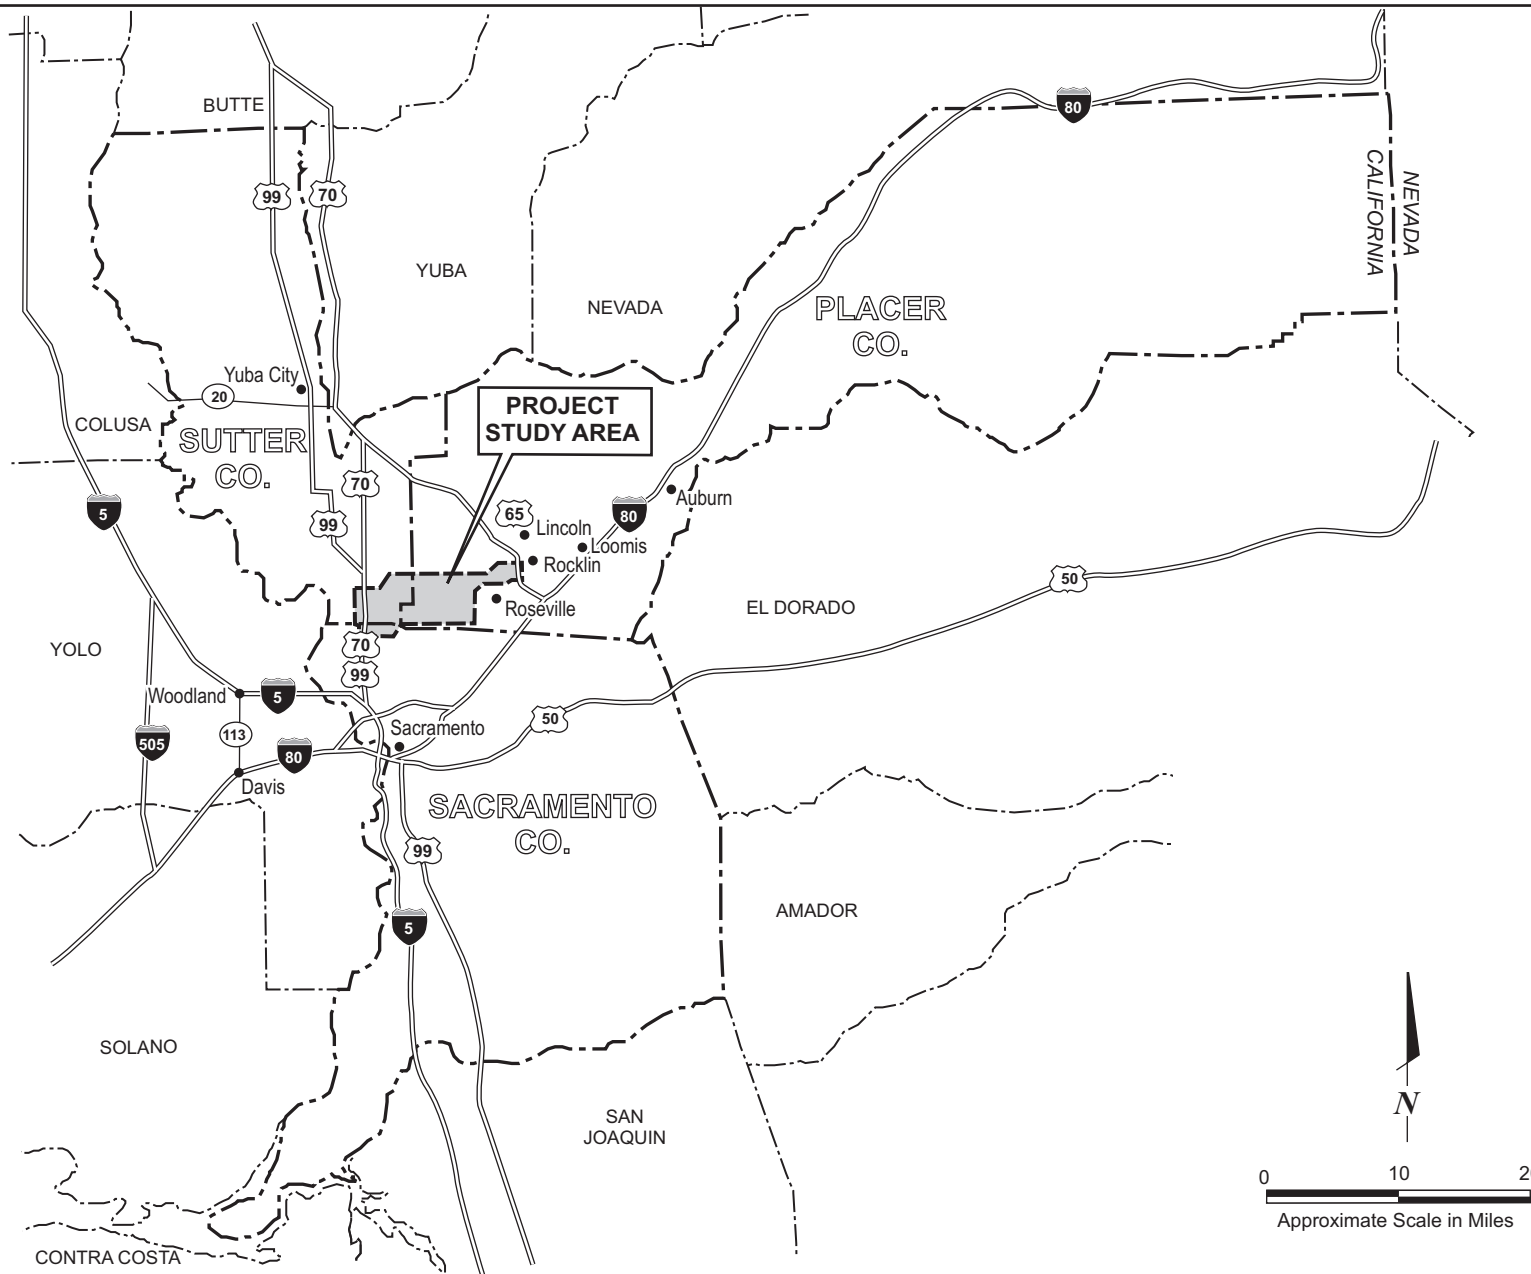 BUTTE
80
99
70
CALIFORNIA
NEVADA
YUBA
NEVADA
PLACER
CO.
Yuba City
20
PROJECT
STUDY AREA
COLUSA
SUTTER
CO.
70
Auburn
5
99
65
80
Lincoln
Loomis
Rocklin
50
Roseville
EL DORADO
YOLO
70
99
Woodland
5
50
Sacramento
113
505
80
Davis
SACRAMENTO
CO.
99
AMADOR
5
SOLANO
SAN
JOAQUIN
N
0 10
Approximate Scale in Miles
CONTRA COSTA